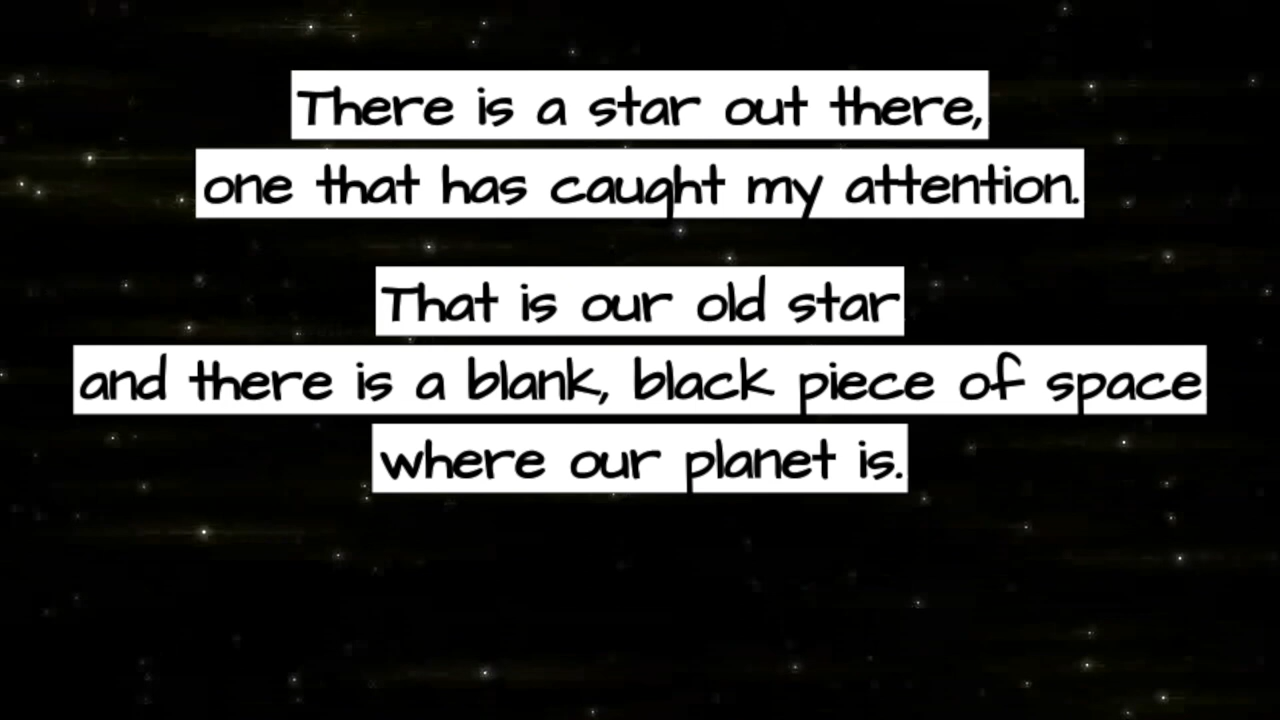 There is a star out there,
one that has caught my attention.
That is our old star
and there is a blank, black piece of space
where our planet is.